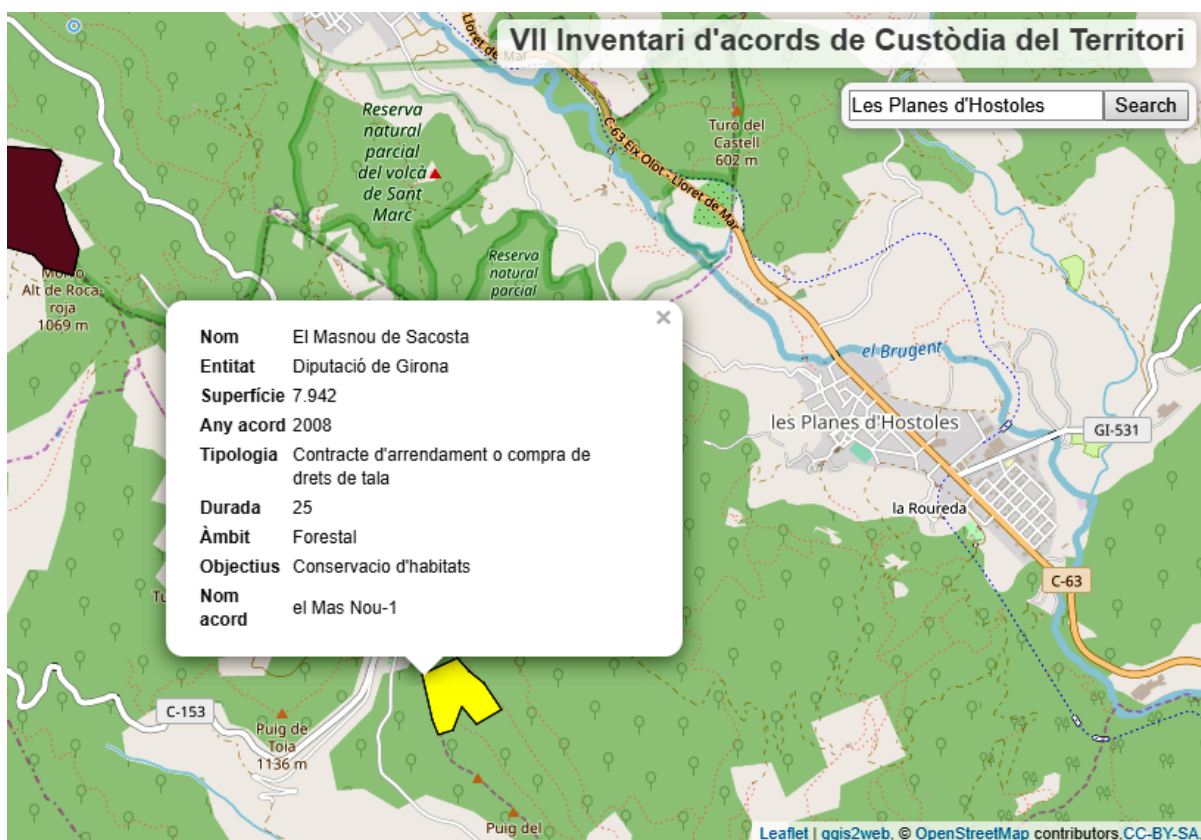 VII Inventari d'acords de Custòdia del Territori
Les Planes d'Hostoles
Search
Lloret de Mar
C-63 Eix Olot - Lloret de Mar
Reserva
natural
parcial
del volcà
de Sant
Marc
Turó del
Castell
602 m
Reserva
natural
parcial
Alt de Roca-
roja
1069 m
el Brugent
les Planes d'Hostoles
GI-531
la Roureda
C-63
×
Nom El Masnou de Sacosta
Entitat Diputació de Girona
Superfície 7.942
Any acord 2008
Tipologia Contracte d'arrendament o compra de
drets de tala
Durada 25
Àmbit Forestal
Objectius Conservacio d'habitats
Nom
acord el Mas Nou-1
C-153
Puig de
Toia
1136 m
Puig del
Leaflet | qgis2web, © OpenStreetMap contributors, CC-BY-SA